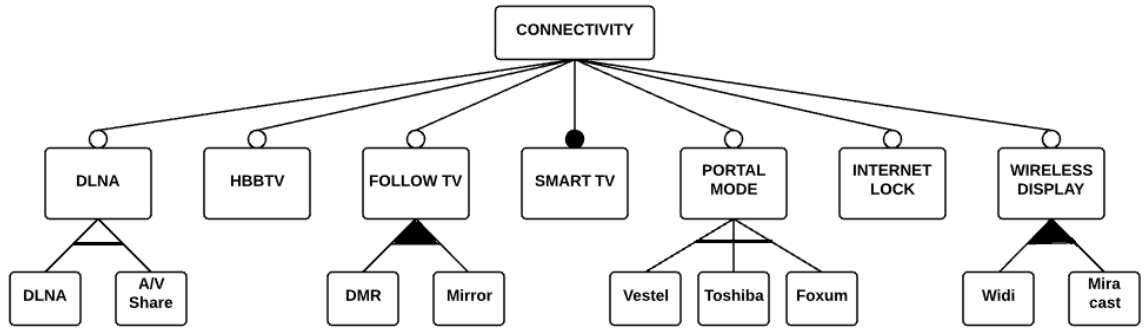 CONNECTIVITY
DLNA
HBBTV
FOLLOW TV
SMART TV
PORTAL
MODE
INTERNET
LOCK
WIRELESS
DISPLAY
DLNA
A/V
Share
DMR
Mirror
Vestel
Toshiba
Foxum
Widi
Mira
cast